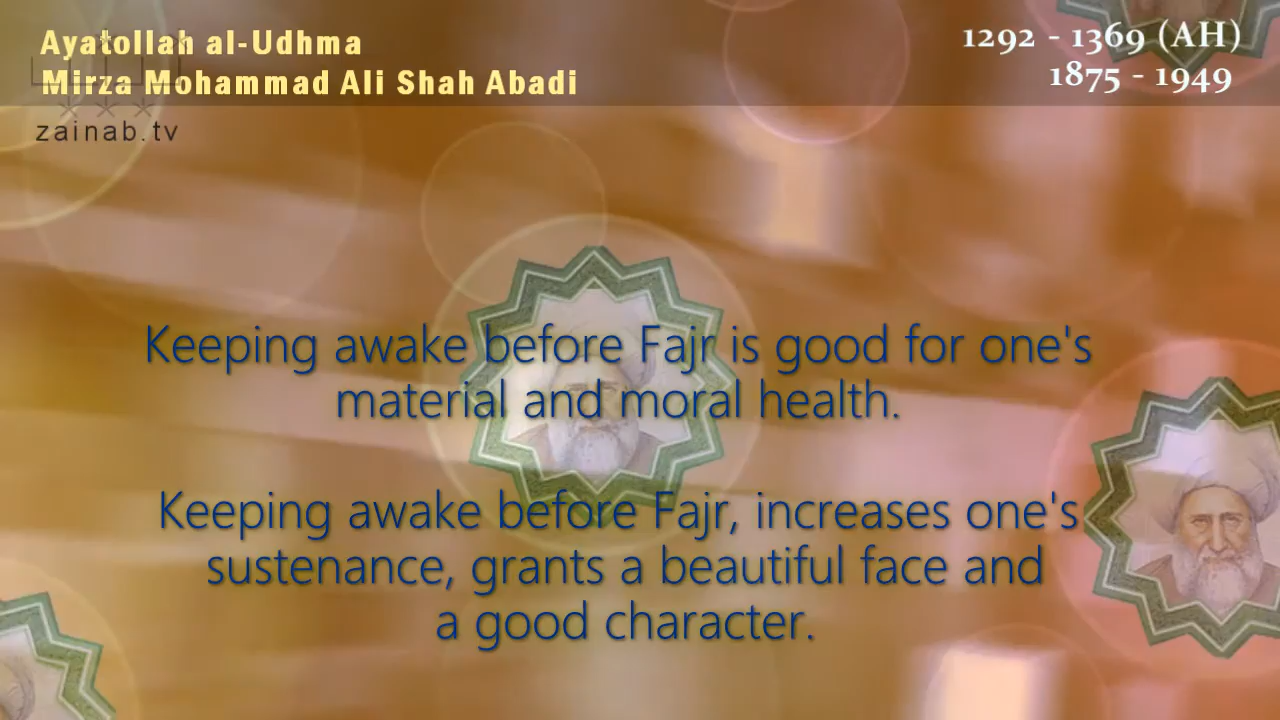 Ayatollah al-Udhma
Mirza Mohammad Ali Shah Abadi
1292 - 1369 (AH)
1875 - 1949
zainab.tv
Keeping awake before Fajr is good for one's
material and moral health.
Keeping awake before Fajr, increases one's
sustenance, grants a beautiful face and
a good character.